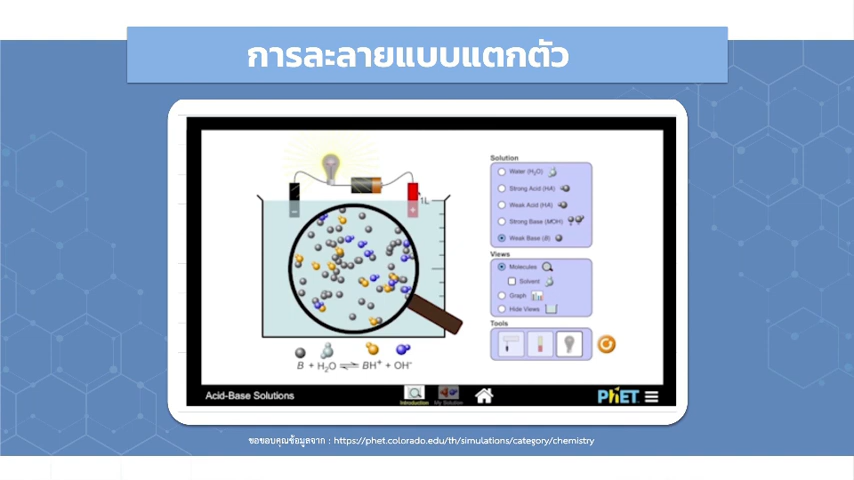 การละลายแบบแตกตัว
Solution
Water (H₂O)
Strong Acid (HA)
Weak Acid (HA)
Strong Base (MOH)
Weak Base (B)
1L
Views
Molecules
Solvent
Graph
Hide Views
Tools
B + H₂O ⇌ BH⁺ + OH⁻
Acid-Base Solutions
Introduction
My Solution
PhET
ขอขอบคุณข้อมูลจาก : https://phet.colorado.edu/th/simulations/category/chemistry